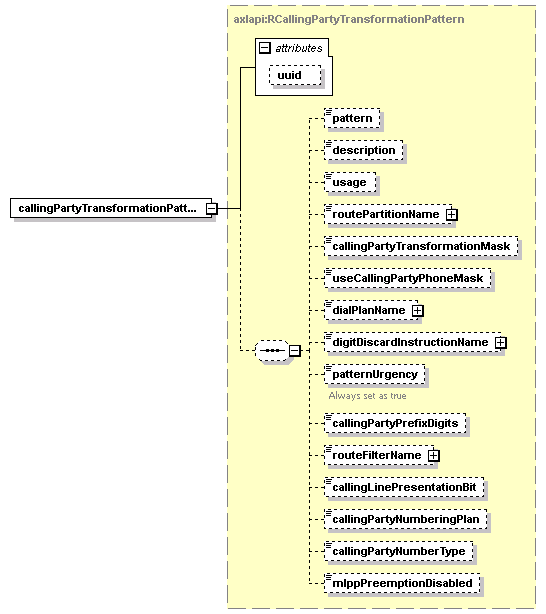 axlapi:RCallingPartyTransformationPattern
attributes
uuid
pattern
description
usage
callingPartyTransformationPatt...
routePartitionName
callingPartyTransformationMask
useCallingPartyPhoneMask
dialPlanName
digitDiscardInstructionName
patternUrgency
Always set as true
callingPartyPrefixDigits
routeFilterName
callingLinePresentationBit
callingPartyNumberingPlan
callingPartyNumberType
mlppPreemptionDisabled